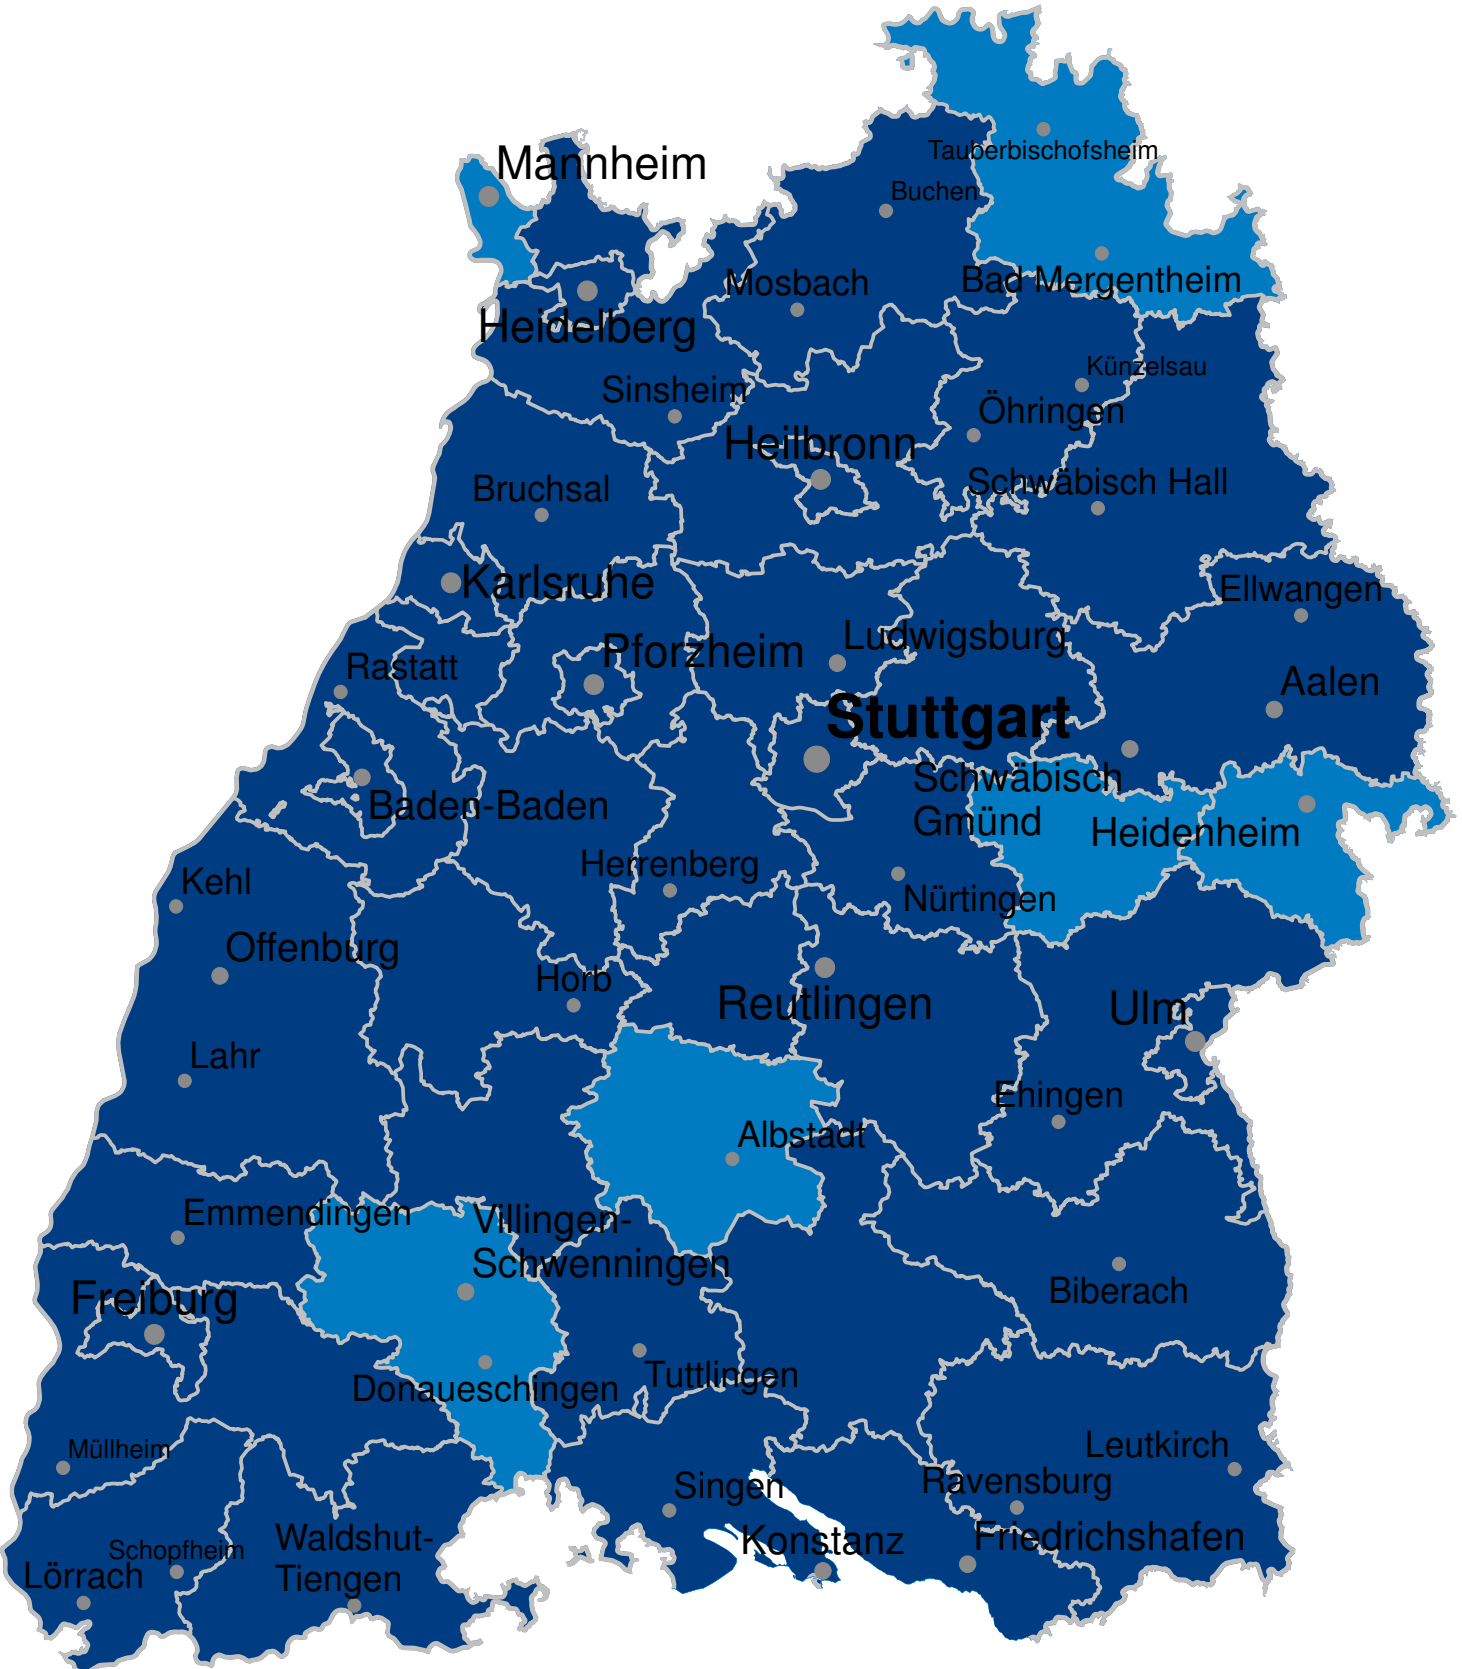 Mannheim
Tauberbischofsheim
Buchen
Mosbach
Bad Mergentheim
Heidelberg
Künzelsau
Sinsheim
Öhringen
Heilbronn
Schwäbisch Hall
Bruchsal
Karlsruhe
Ellwangen
Ludwigsburg
Pforzheim
Rastatt
Aalen
Stuttgart
Schwäbisch
Gmünd
Baden-Baden
Heidenheim
Herrenberg
Kehl
Nürtingen
Offenburg
Horb
Reutlingen
Ulm
Lahr
Ehingen
Albstadt
Emmendingen
Villingen-
Schwenningen
Biberach
Freiburg
Tuttlingen
Donaueschingen
Müllheim
Leutkirch
Singen
Ravensburg
Waldshut-
Tiengen
Konstanz
Friedrichshafen
Schopfheim
Lörrach